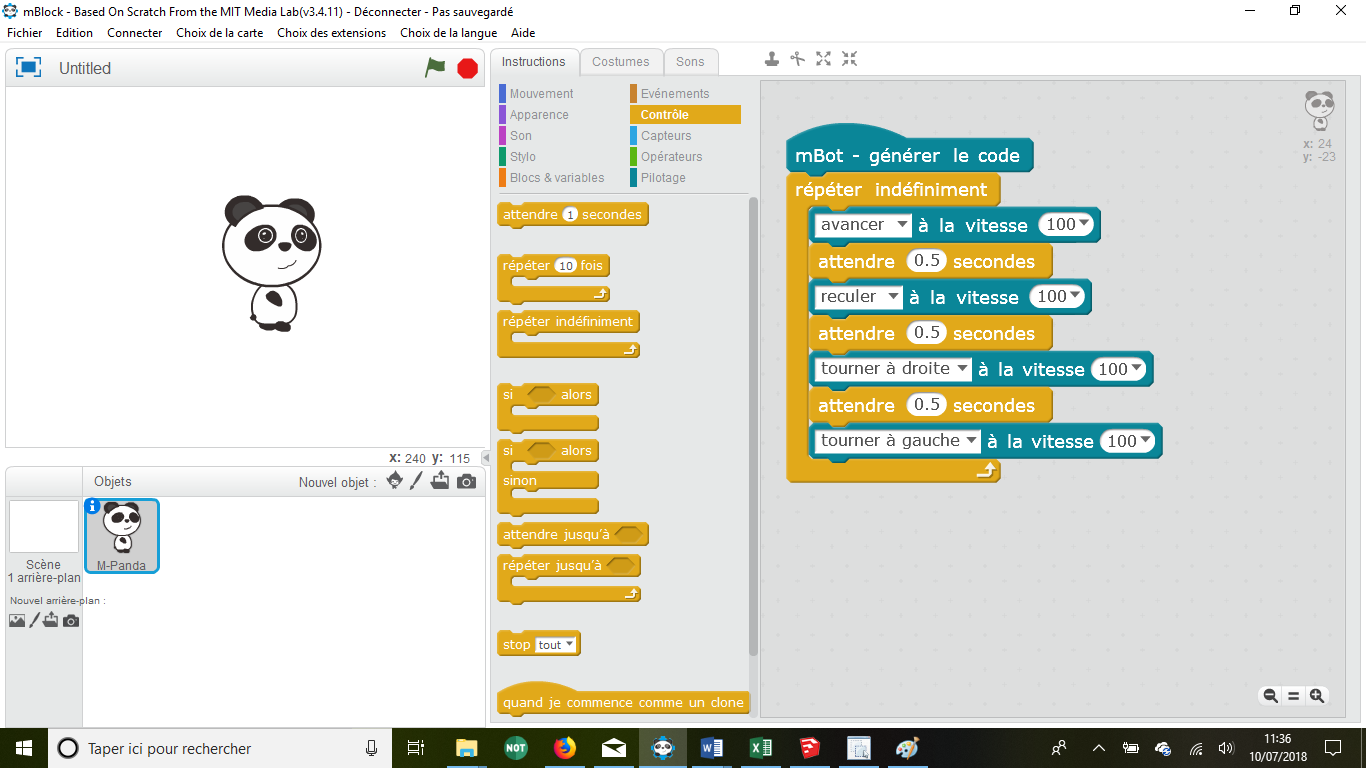 mBlock - Based On Scratch From the MIT Media Lab(v3.4.11) - Déconnecter - Pas sauvegardé
Fichier Edition Connecter Choix de la carte Choix des extensions Choix de la langue Aide
Untitled
Instructions Costumes Sons
Mouvement Evénements
Apparence Contrôle
Son Capteurs
Stylo Opérateurs
Blocs & variables Pilotage
attendre 1 secondes
répéter 10 fois
répéter indéfiniment
si alors
si alors
sinon
attendre jusqu'à
répéter jusqu'à
stop tout
quand je commence comme un clone
mBot - générer le code
répéter indéfiniment
avancer à la vitesse 100
attendre 0.5 secondes
reculer à la vitesse 100
attendre 0.5 secondes
tourner à droite à la vitesse 100
attendre 0.5 secondes
tourner à gauche à la vitesse 100
x: 24
y: -23
x: 240 y: 115
Objets Nouvel objet :
Scène
1 arrière-plan
Nouvel arrière-plan :
M-Panda
Taper ici pour rechercher
NOT
11:36
10/07/2018